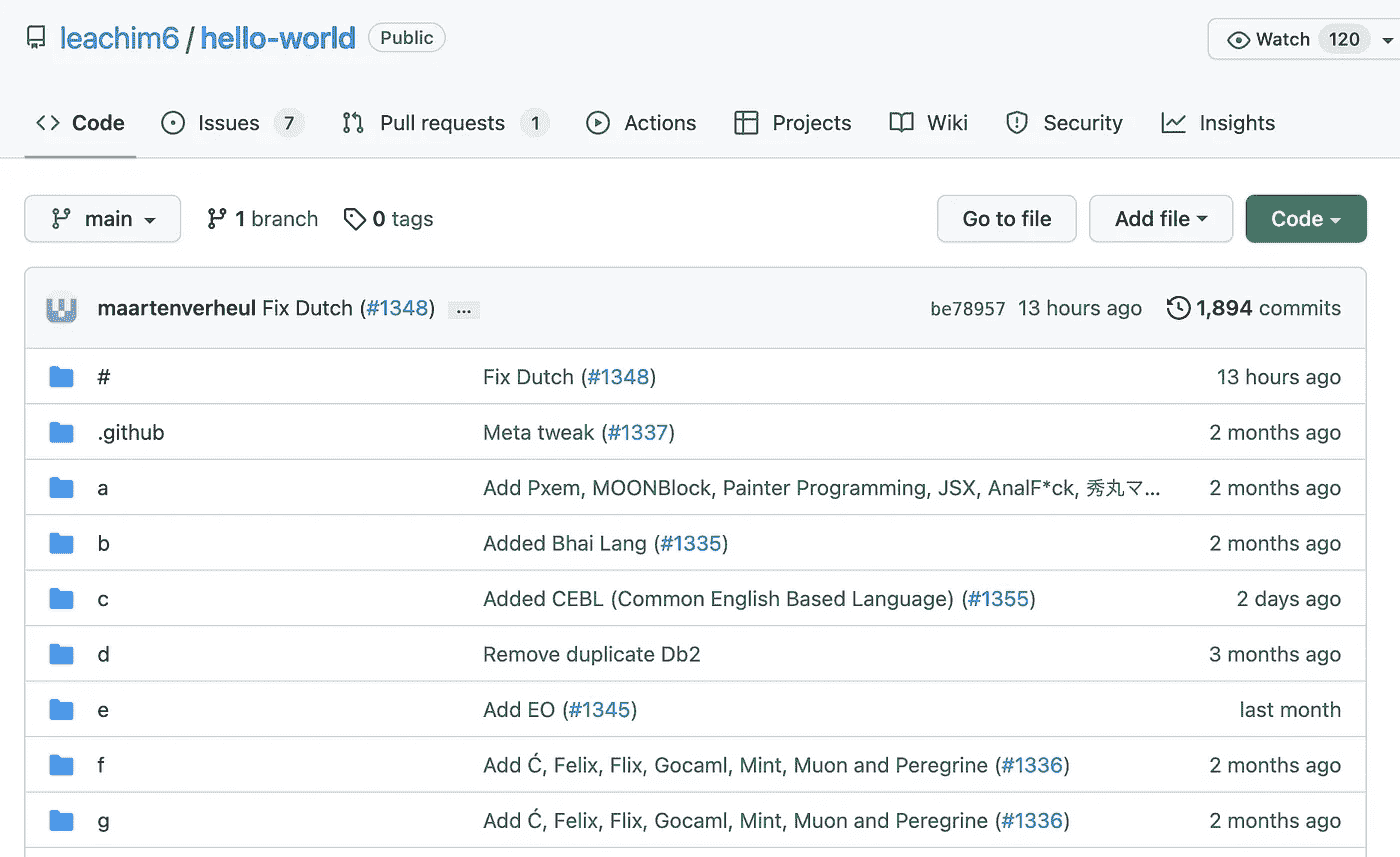 leachim6 / hello-world Public Watch 120
Code Issues 7 Pull requests 1 Actions Projects Wiki Security Insights
main 1 branch 0 tags Go to file Add file Code
maartenverheul Fix Dutch (#1348) ... be78957 13 hours ago 1,894 commits
# Fix Dutch (#1348) 13 hours ago
.github Meta tweak (#1337) 2 months ago
a Add Pxem, MOONBlock, Painter Programming, JSX, AnalF*ck, 秀丸マ... 2 months ago
b Added Bhai Lang (#1335) 2 months ago
c Added CEBL (Common English Based Language) (#1355) 2 days ago
d Remove duplicate Db2 3 months ago
e Add EO (#1345) last month
f Add Ć, Felix, Flix, Gocaml, Mint, Muon and Peregrine (#1336) 2 months ago
g Add Ć, Felix, Flix, Gocaml, Mint, Muon and Peregrine (#1336) 2 months ago